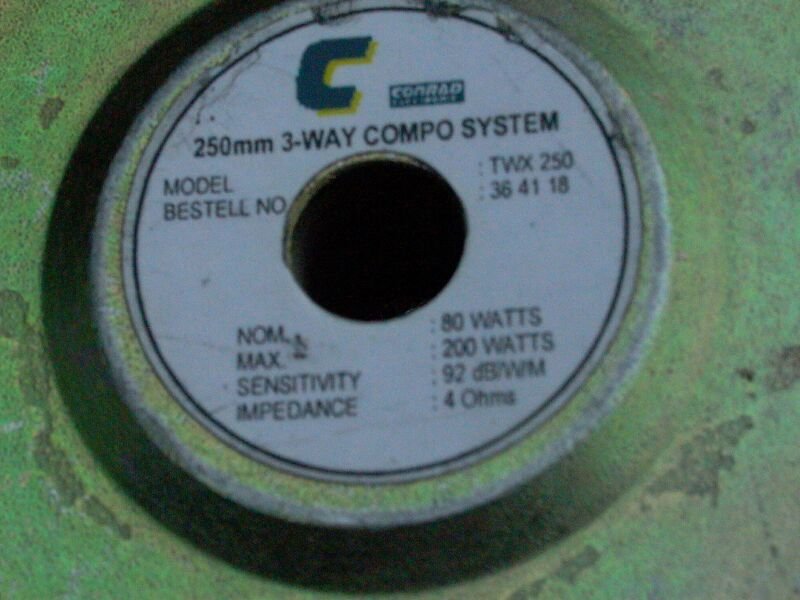 C
CONRAD
250mm 3-WAY COMPO SYSTEM
MODEL : TWX 250
BESTELL NO : 36 41 18
NOM. : 80 WATTS
MAX. : 200 WATTS
SENSITIVITY : 92 dB/W/M
IMPEDANCE : 4 Ohms